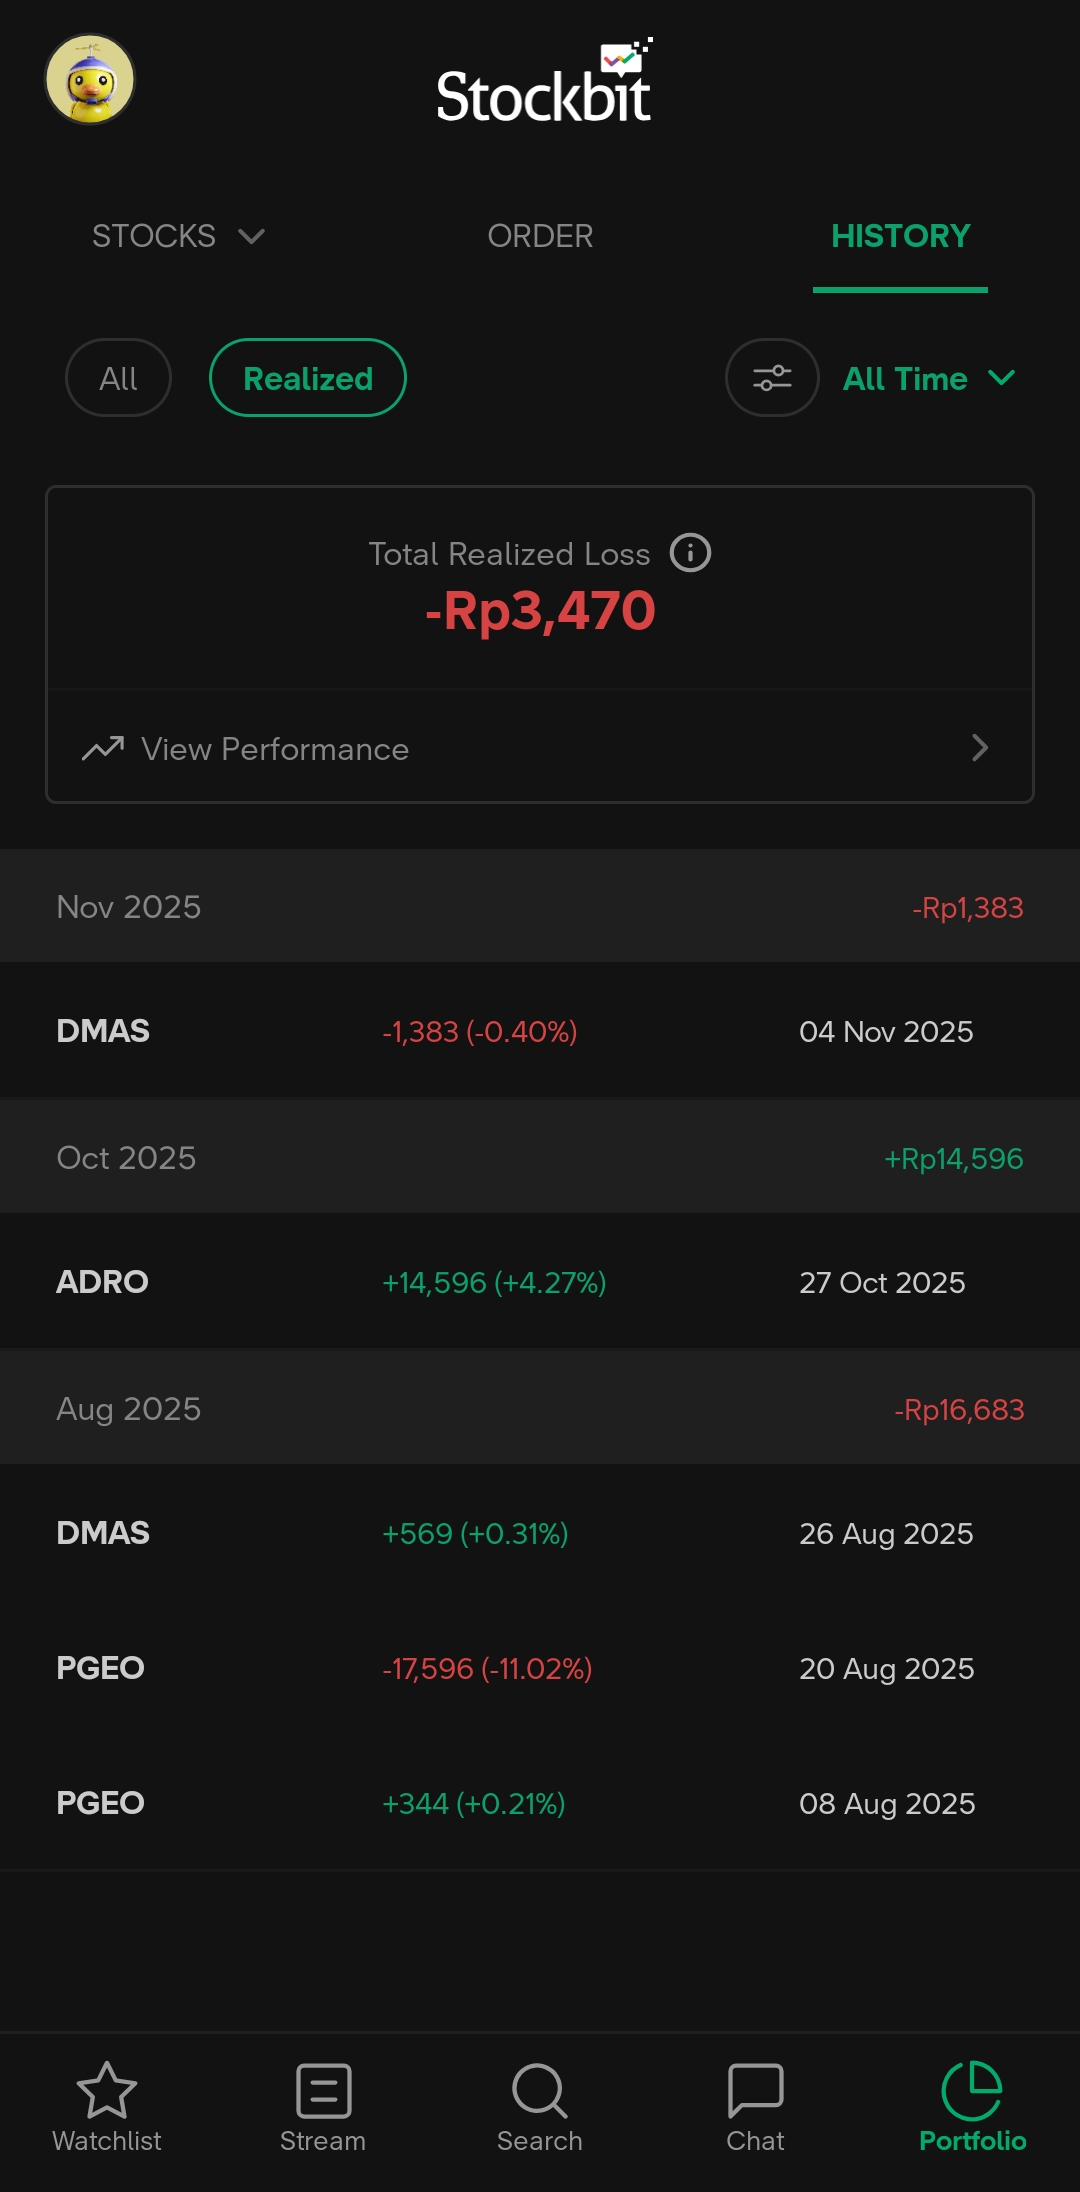 Stockbit
STOCKS ORDER HISTORY
All Realized All Time
Total Realized Loss
-Rp3,470
View Performance
Nov 2025 -Rp1,383
DMAS -1,383 (-0.40%) 04 Nov 2025
Oct 2025 +Rp14,596
ADRO +14,596 (+4.27%) 27 Oct 2025
Aug 2025 -Rp16,683
DMAS +569 (+0.31%) 26 Aug 2025
PGEO -17,596 (-11.02%) 20 Aug 2025
PGEO +344 (+0.21%) 08 Aug 2025
Watchlist Stream Search Chat Portfolio